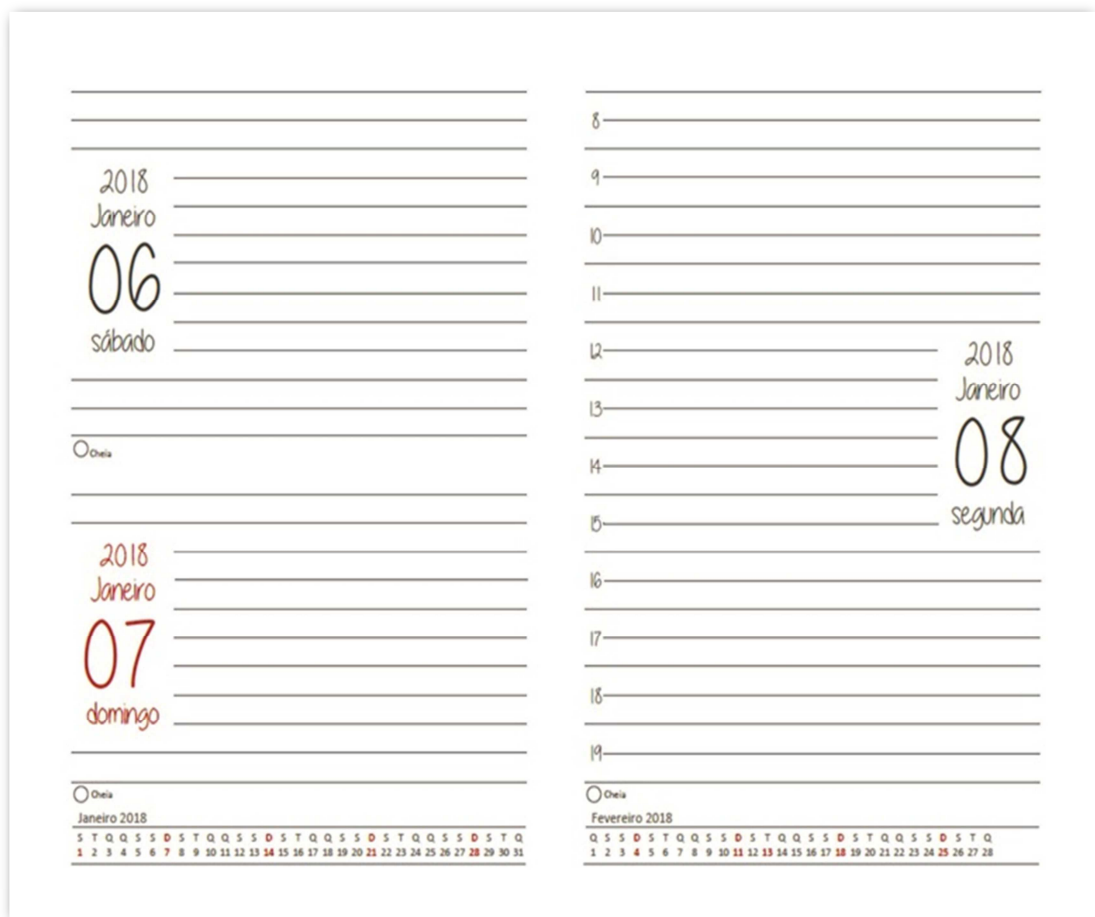 2018
Janeiro
06
sábado
Cheia
2018
Janeiro
07
domingo
Cheia
Janeiro 2018
S T Q Q S S D S T Q Q S S D S T Q Q S S D S T Q Q S S D S T Q
1 2 3 4 5 6 7 8 9 10 11 12 13 14 15 16 17 18 19 20 21 22 23 24 25 26 27 28 29 30 31
8
9
10
11
12
13
14
15
16
17
18
19
2018
Janeiro
08
segunda
Cheia
Fevereiro 2018
Q S S D S T Q Q S S D S T Q Q S S D S T Q Q S S D S T Q
1 2 3 4 5 6 7 8 9 10 11 12 13 14 15 16 17 18 19 20 21 22 23 24 25 26 27 28